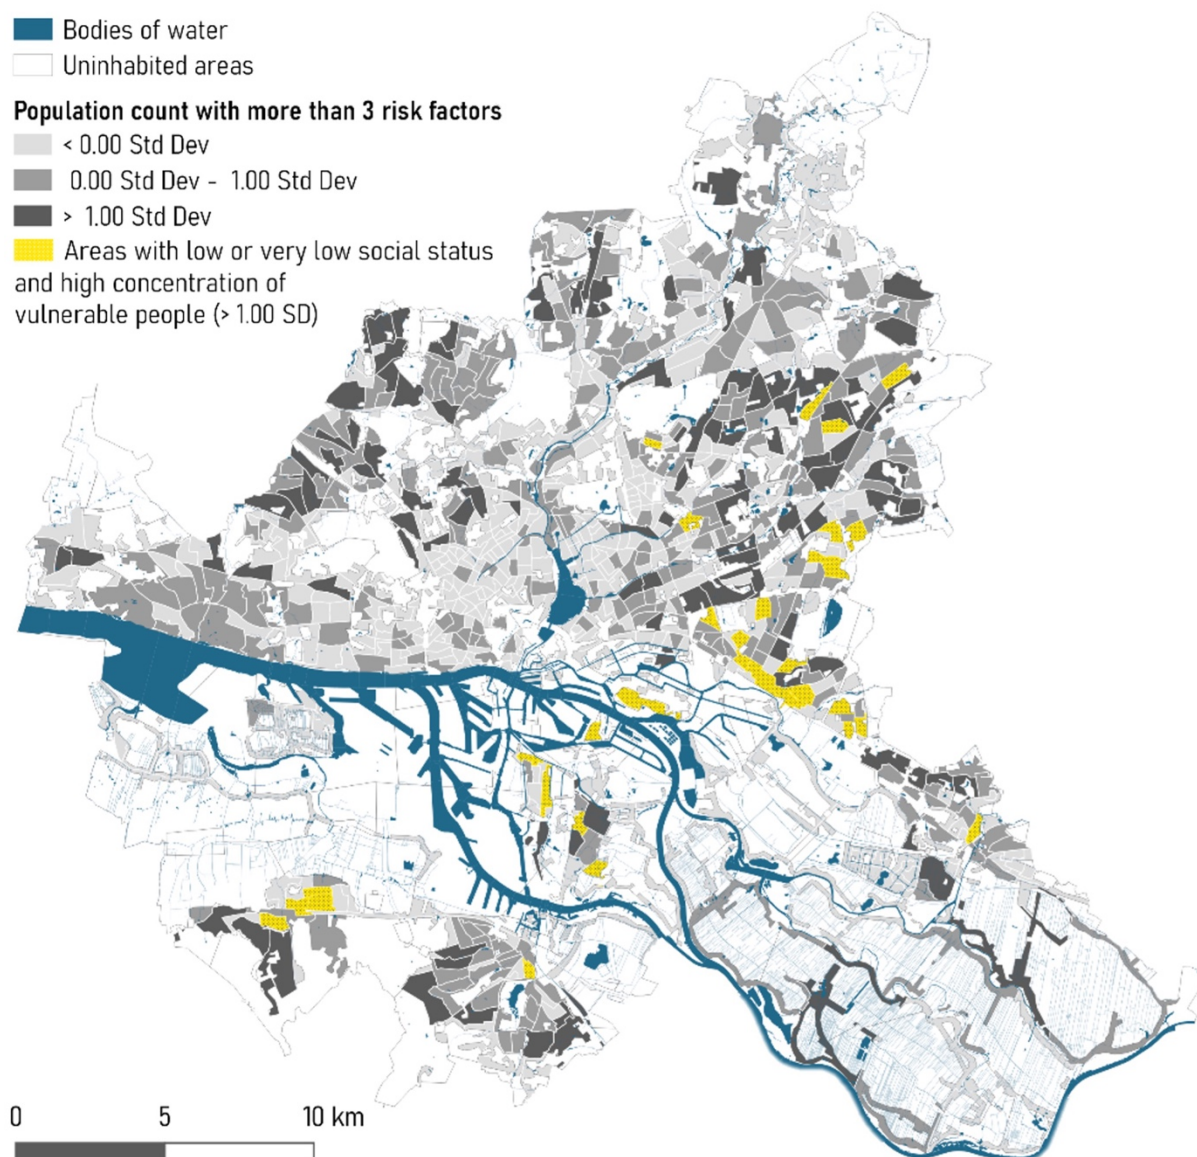 Bodies of water
Uninhabited areas
Population count with more than 3 risk factors
< 0.00 Std Dev
0.00 Std Dev - 1.00 Std Dev
> 1.00 Std Dev
Areas with low or very low social status
and high concentration of
vulnerable people (> 1.00 SD)
0 5 10 km